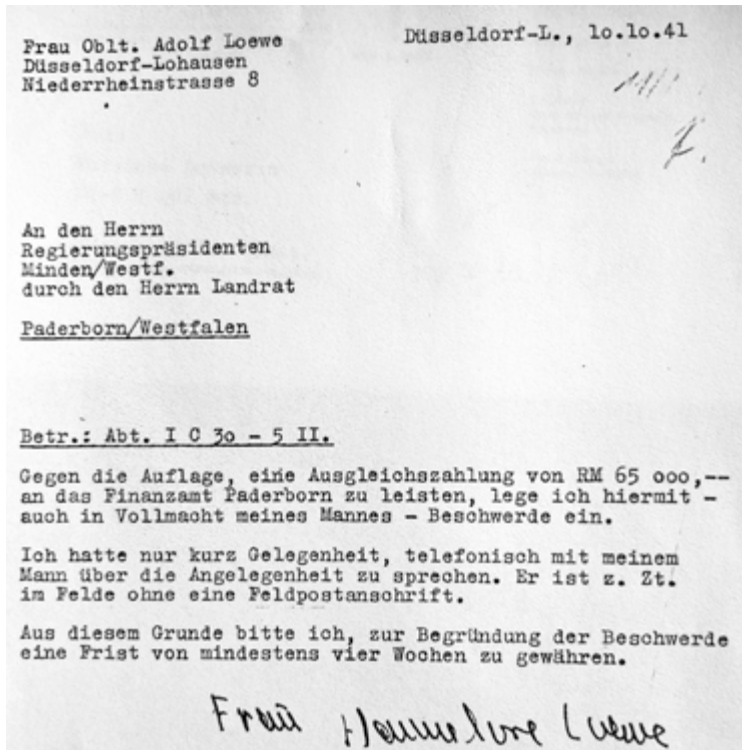 Frau Oblt. Adolf Loewe
Düsseldorf-Lohausen
Niederrheinstrasse 8
Düsseldorf-L., 1o.1o.41
An den Herrn
Regierungspräsidenten
Minden/Westf.
durch den Herrn Landrat
Paderborn/Westfalen
Betr.: Abt. I C 3o - 5 II.
Gegen die Auflage, eine Ausgleichszahlung von RM 65 ooo,--
an das Finanzamt Paderborn zu leisten, lege ich hiermit -
auch in Vollmacht meines Mannes - Beschwerde ein.
Ich hatte nur kurz Gelegenheit, telefonisch mit meinem
Mann über die Angelegenheit zu sprechen. Er ist z. Zt.
im Felde ohne eine Feldpostanschrift.
Aus diesem Grunde bitte ich, zur Begründung der Beschwerde
eine Frist von mindestens vier Wochen zu gewähren.
Frau Hannelore Loewe